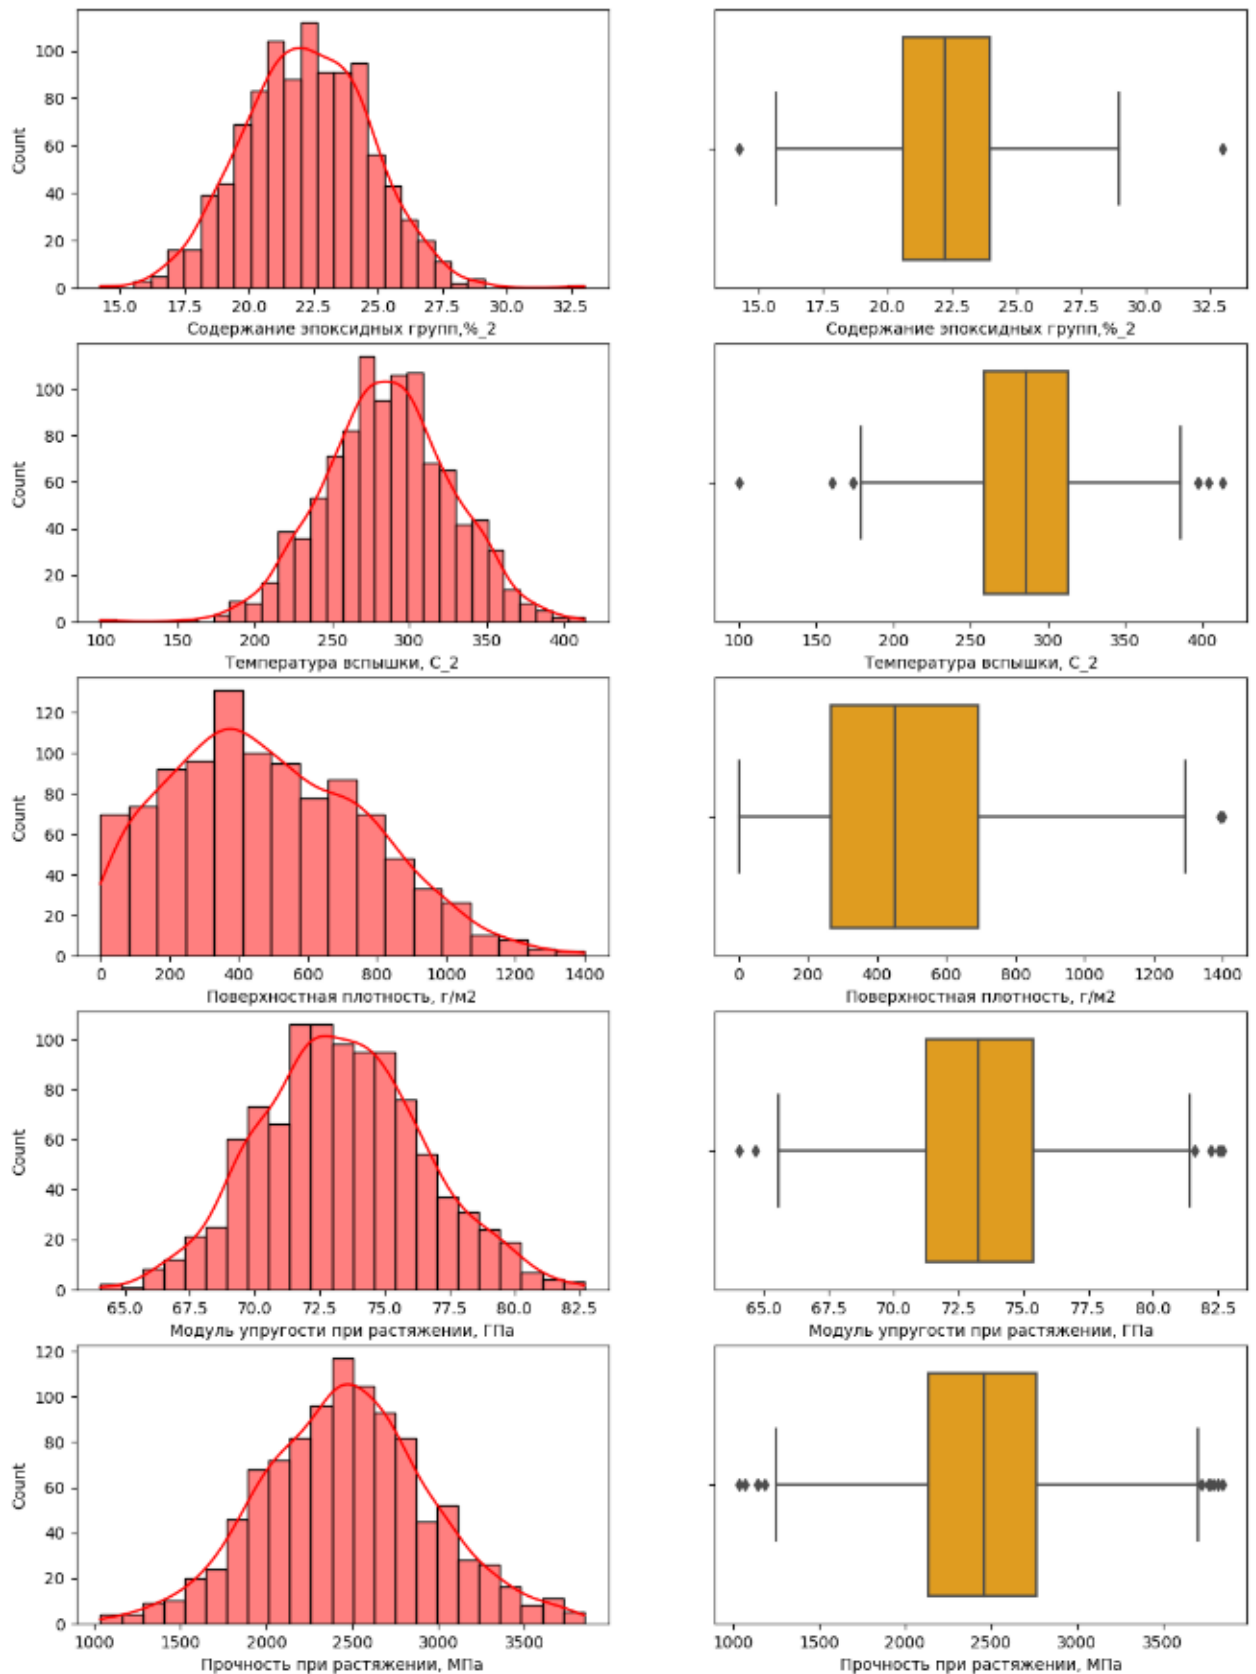 Count
100
80
60
40
20
0
15.0 17.5 20.0 22.5 25.0 27.5 30.0 32.5
Содержание эпоксидных групп,%_2
15.0 17.5 20.0 22.5 25.0 27.5 30.0 32.5
Содержание эпоксидных групп,%_2
Count
100
80
60
40
20
0
100 150 200 250 300 350 400
Температура вспышки, С_2
100 150 200 250 300 350 400
Температура вспышки, С_2
Count
120
100
80
60
40
20
0
0 200 400 600 800 1000 1200 1400
Поверхностная плотность, г/м2
0 200 400 600 800 1000 1200 1400
Поверхностная плотность, г/м2
Count
100
80
60
40
20
0
65.0 67.5 70.0 72.5 75.0 77.5 80.0 82.5
Модуль упругости при растяжении, ГПа
65.0 67.5 70.0 72.5 75.0 77.5 80.0 82.5
Модуль упругости при растяжении, ГПа
Count
120
100
80
60
40
20
0
1000 1500 2000 2500 3000 3500
Прочность при растяжении, МПа
1000 1500 2000 2500 3000 3500
Прочность при растяжении, МПа